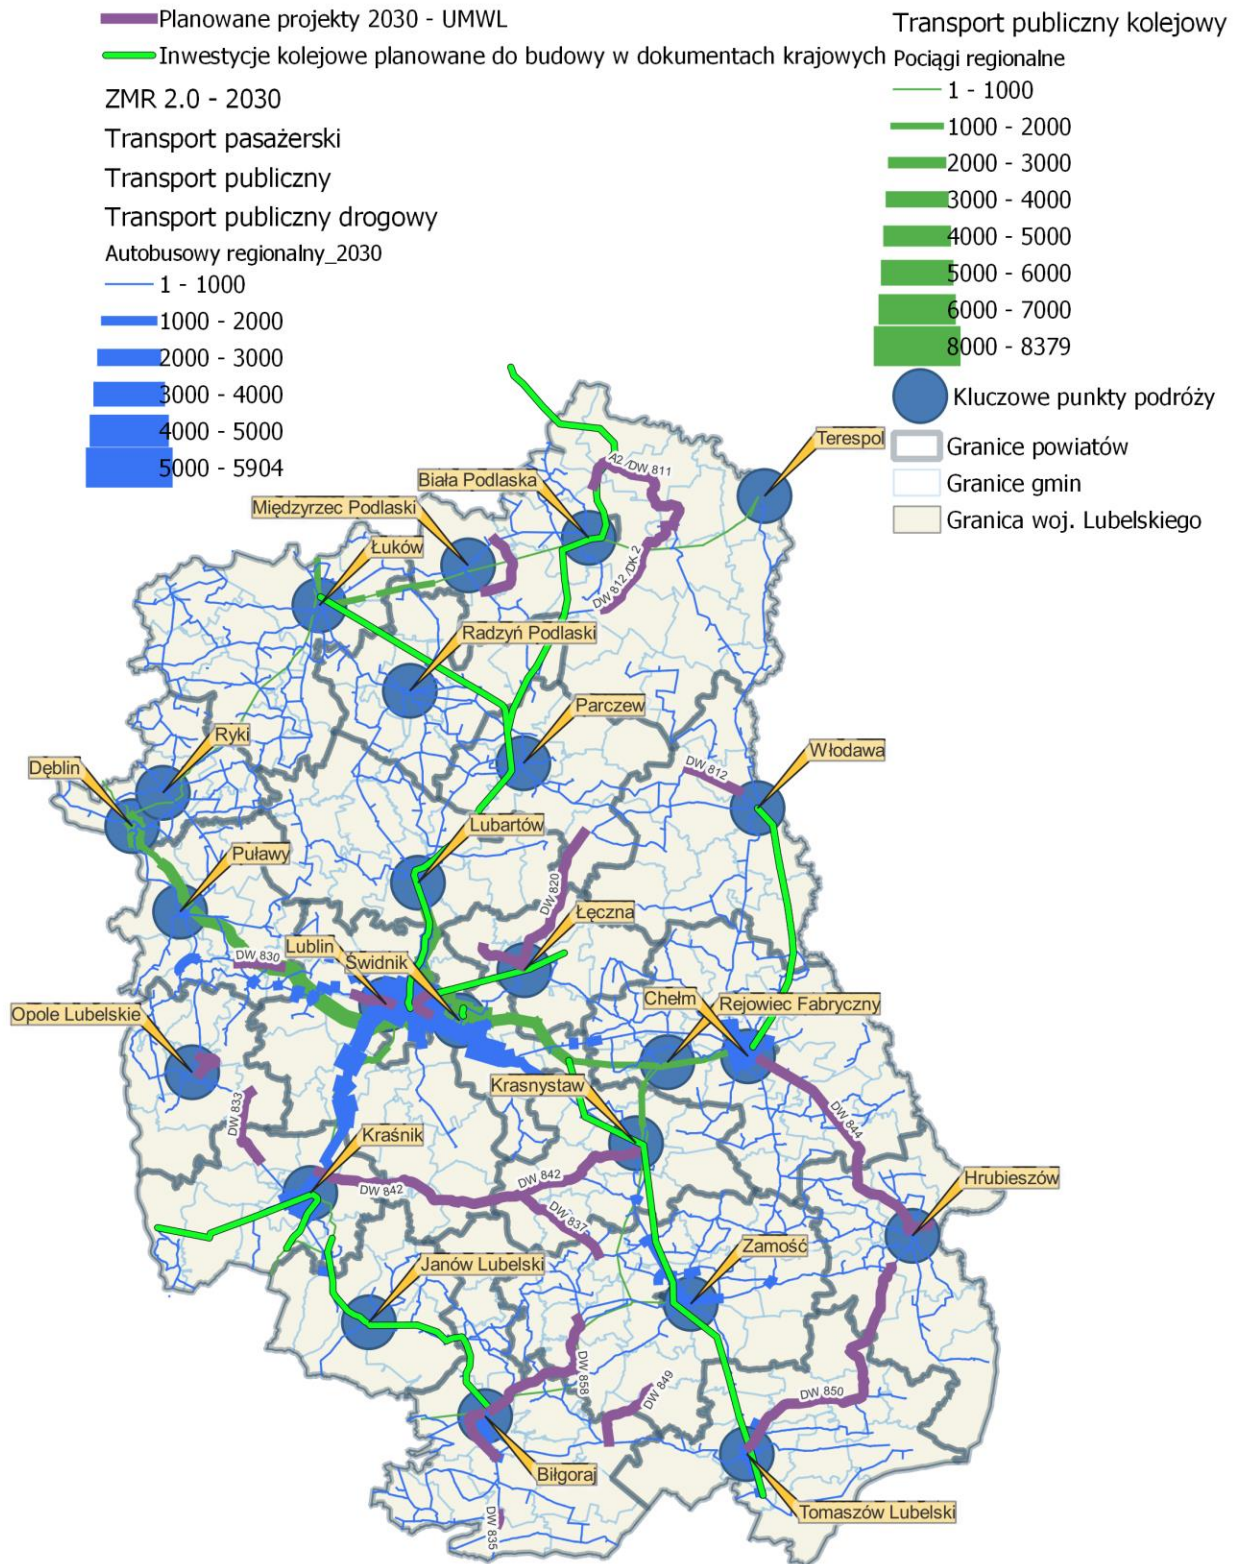 Planowane projekty 2030 - UMWL
Inwestycje kolejowe planowane do budowy w dokumentach krajowych
ZMR 2.0 - 2030
Transport pasażerski
Transport publiczny
Transport publiczny drogowy
Autobusowy regionalny_2030
1 - 1000
1000 - 2000
2000 - 3000
3000 - 4000
4000 - 5000
5000 - 5904
Transport publiczny kolejowy
Pociągi regionalne
1 - 1000
1000 - 2000
2000 - 3000
3000 - 4000
4000 - 5000
5000 - 6000
6000 - 7000
8000 - 8379
Kluczowe punkty podróży
Granice powiatów
Granice gmin
Granica woj. Lubelskiego
Terespol
A2 /DW 811
Biała Podlaska
Międzyrzec Podlaski
Łuków
DW 812 /DK 2
Radzyń Podlaski
Parczew
Ryki
Włodawa
Dęblin
DW 812
Lubartów
Puławy
DW 820
Łęczna
Lublin
DW 830
Świdnik
Chełm
Rejowiec Fabryczny
Opole Lubelskie
Krasnystaw
DW 833
DW 844
Kraśnik
DW 842
DW 842
Hrubieszów
DW 837
Zamość
Janów Lubelski
DW 858
DW 849
DW 850
Biłgoraj
Tomaszów Lubelski
DW 835